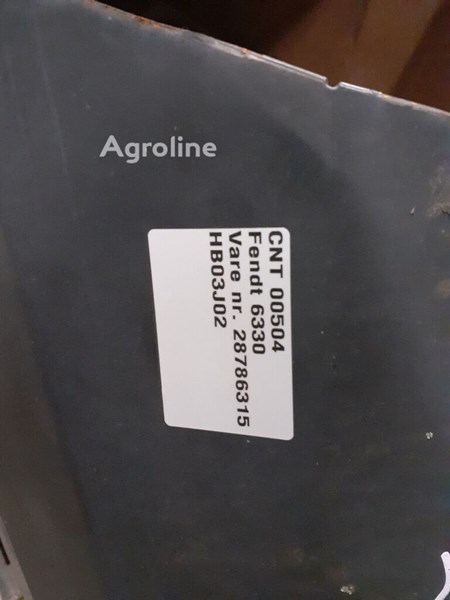 Agroline
CNT 00504
Fendt 6330
Vare nr. 28786315
HB03J02